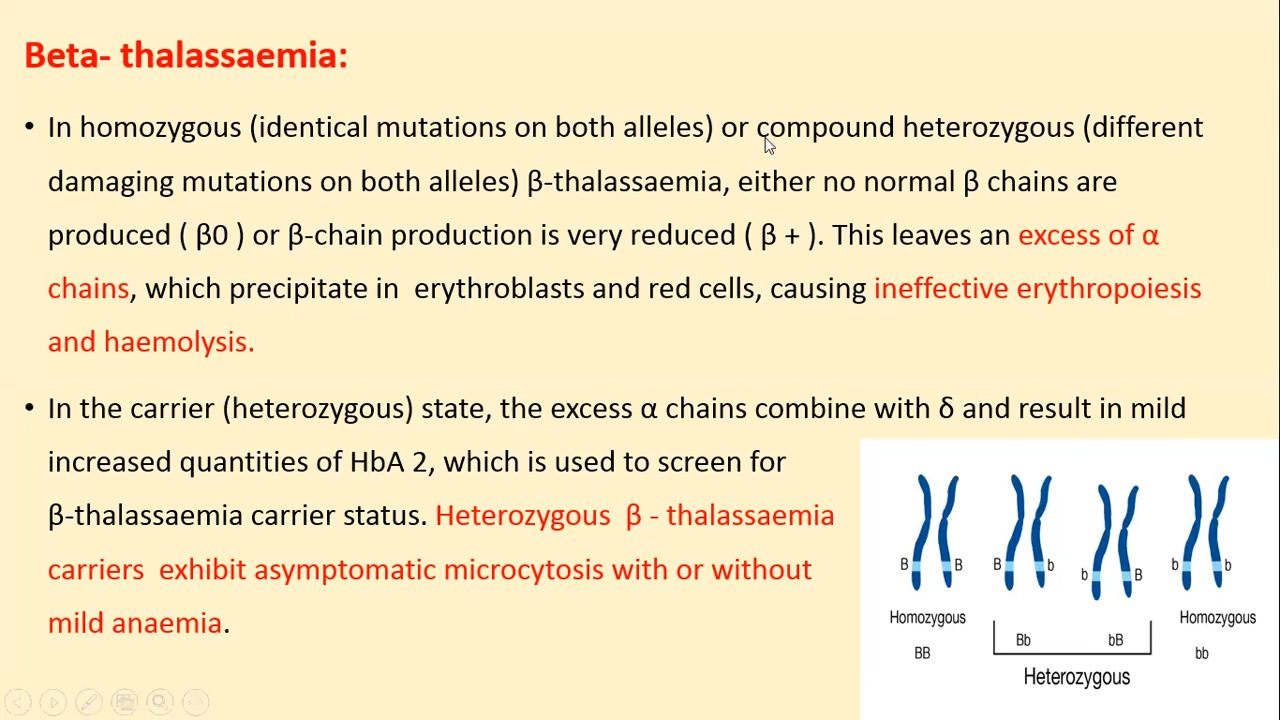 Beta- thalassaemia:
• In homozygous (identical mutations on both alleles) or compound heterozygous (different
damaging mutations on both alleles) β-thalassaemia, either no normal β chains are
produced ( β0 ) or β-chain production is very reduced ( β + ). This leaves an excess of α
chains, which precipitate in erythroblasts and red cells, causing ineffective erythropoiesis
and haemolysis.
• In the carrier (heterozygous) state, the excess α chains combine with δ and result in mild
increased quantities of HbA 2, which is used to screen for
β-thalassaemia carrier status. Heterozygous β - thalassaemia
carriers exhibit asymptomatic microcytosis with or without
mild anaemia.
B B B b b B b b
Homozygous Homozygous
BB Bb bB bb
Heterozygous